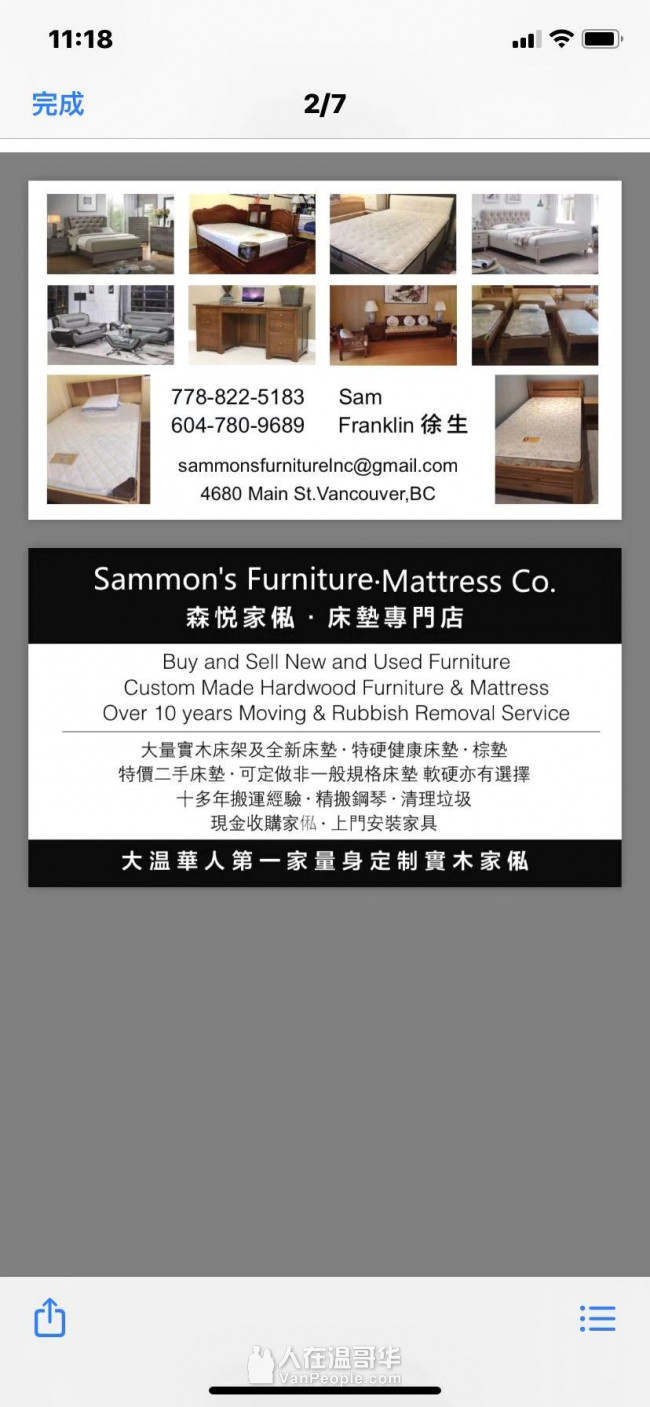 11:18
完成
2/7
778-822-5183 Sam
604-780-9689 Franklin 徐生
sammonsfurnitureInc@gmail.com
4680 Main St.Vancouver,BC
Sammon's Furniture·Mattress Co.
森悦家俬·床墊專門店
Buy and Sell New and Used Furniture
Custom Made Hardwood Furniture & Mattress
Over 10 years Moving & Rubbish Removal Service
大量實木床架及全新床墊·特硬健康床墊·棕墊
特價二手床墊·可定做非一般規格床墊 軟硬亦有選擇
十多年搬運經驗·精搬鋼琴·清理垃圾
現金收購家俬·上門安裝家具
大温華人第一家量身定制實木家俬
人在温哥华
VanPeople.com